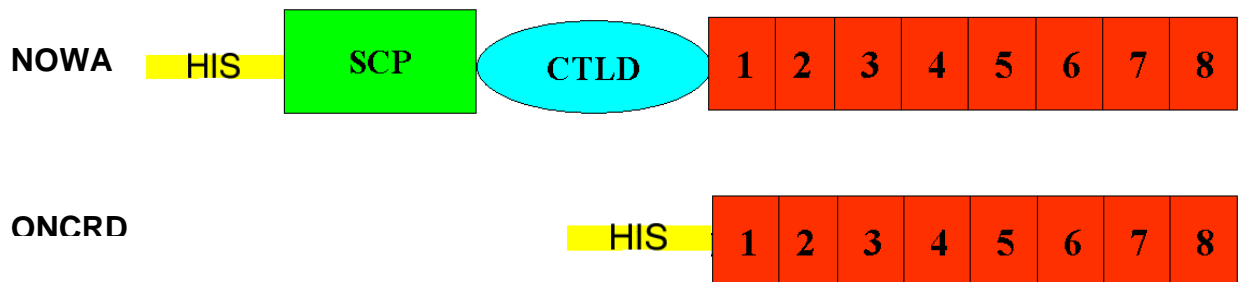 NOWA HIS SCP CTLD 1 2 3 4 5 6 7 8
ONCRD HIS 1 2 3 4 5 6 7 8